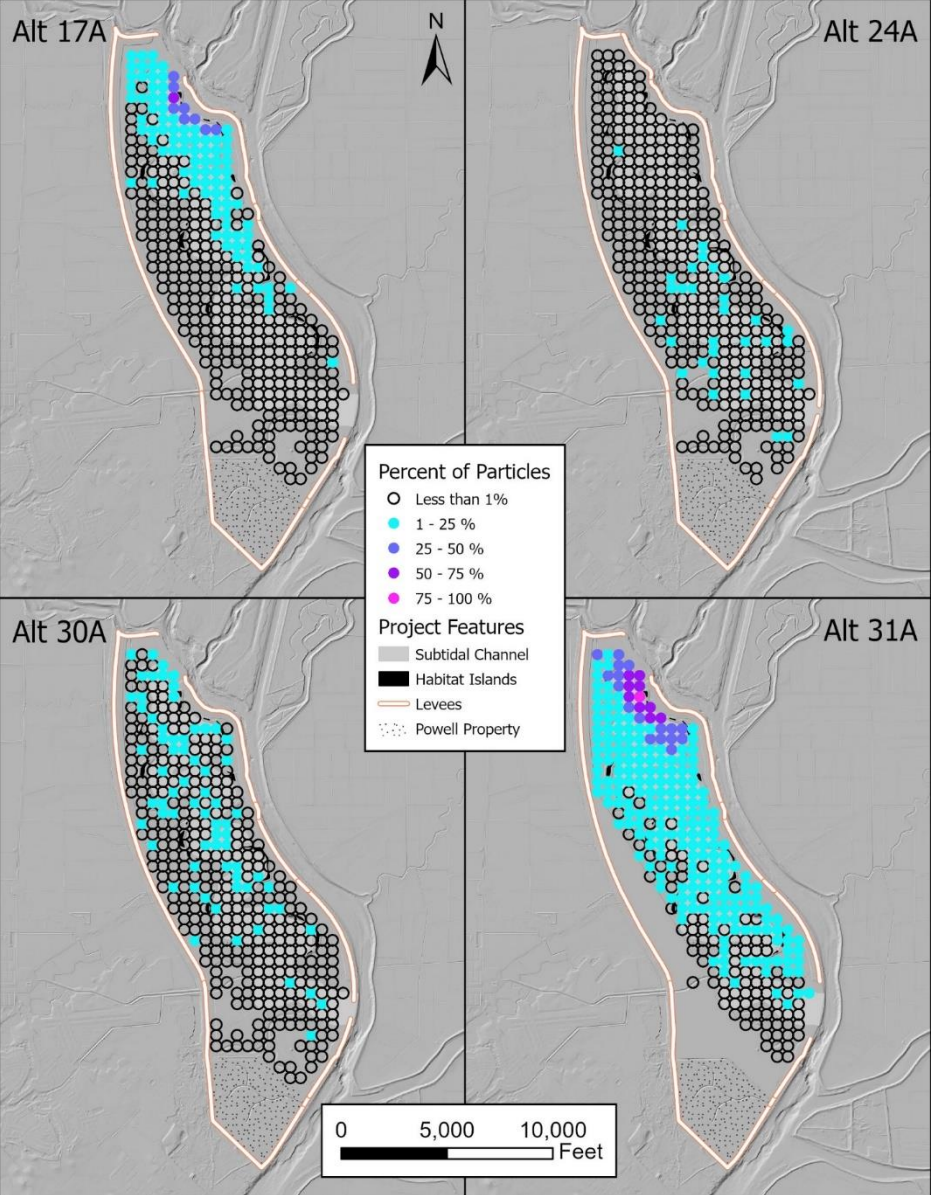 Alt 17A
N
Alt 24A
Percent of Particles
Less than 1%
1 - 25 %
25 - 50 %
50 - 75 %
75 - 100 %
Project Features
Subtidal Channel
Habitat Islands
Levees
Powell Property
Alt 30A
Alt 31A
0 5,000 10,000
Feet